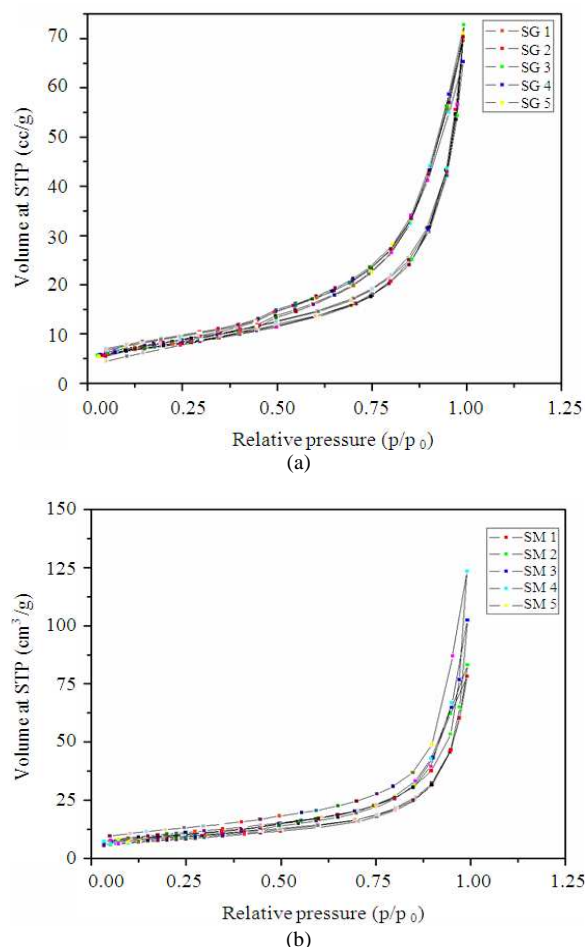 70
60
50
40
30
20
10
0
Volume at STP (cc/g)
SG 1
SG 2
SG 3
SG 4
SG 5
0.00 0.25 0.50 0.75 1.00 1.25
Relative pressure (p/p0)
(a)
150
125
100
75
50
25
0
Volume at STP (cm³/g)
SM 1
SM 2
SM 3
SM 4
SM 5
0.00 0.25 0.50 0.75 1.00 1.25
Relative pressure (p/p0)
(b)